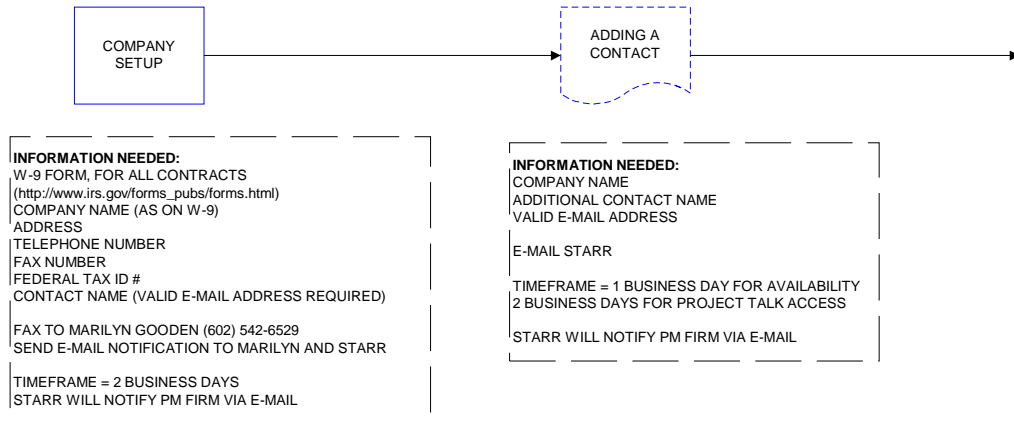 COMPANY
SETUP
ADDING A
CONTACT
INFORMATION NEEDED:
W-9 FORM, FOR ALL CONTRACTS
(http://www.irs.gov/forms_pubs/forms.html)
COMPANY NAME (AS ON W-9)
ADDRESS
TELEPHONE NUMBER
FAX NUMBER
FEDERAL TAX ID #
CONTACT NAME (VALID E-MAIL ADDRESS REQUIRED)
FAX TO MARILYN GOODEN (602) 542-6529
SEND E-MAIL NOTIFICATION TO MARILYN AND STARR
TIMEFRAME = 2 BUSINESS DAYS
STARR WILL NOTIFY PM FIRM VIA E-MAIL
INFORMATION NEEDED:
COMPANY NAME
ADDITIONAL CONTACT NAME
VALID E-MAIL ADDRESS
E-MAIL STARR
TIMEFRAME = 1 BUSINESS DAY FOR AVAILABILITY
2 BUSINESS DAYS FOR PROJECT TALK ACCESS
STARR WILL NOTIFY PM FIRM VIA E-MAIL